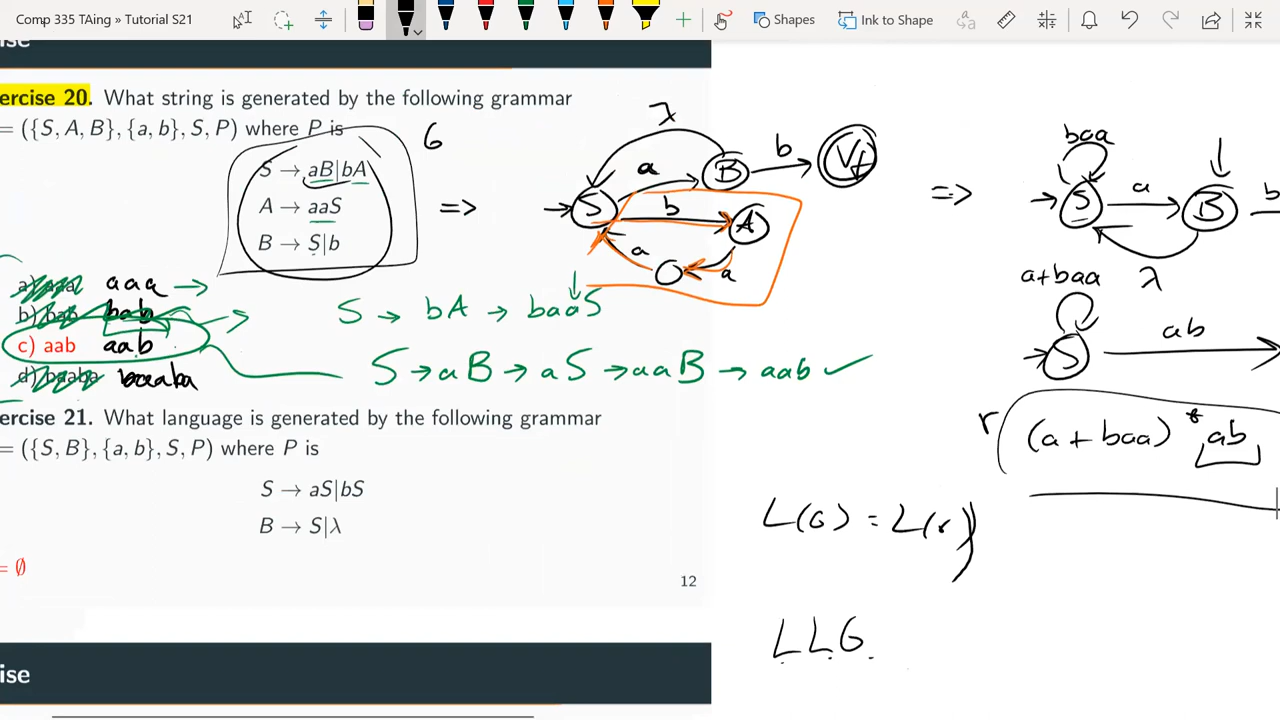 Comp 335 TAing » Tutorial S21
Shapes
Ink to Shape
ise
ercise 20. What string is generated by the following grammar
= ({S, A, B}, {a, b}, S, P) where P is
S → aB|bA
A → aaS
B → S|b
G
=>
λ
a
B
b
Vf
S
b
A
a
a
=>
baa
S
a
B
b
λ
a+baa
S
ab
aaa →
b) bab bab
c) aab aab
S → bA → baaS
S → aB → aS → aaB → aab ✓
r (a + baa)* ab
L(G) = L(r)
LLG
ercise 21. What language is generated by the following grammar
= ({S, B}, {a, b}, S, P) where P is
S → aS|bS
B → S|λ
= ∅
12
ise